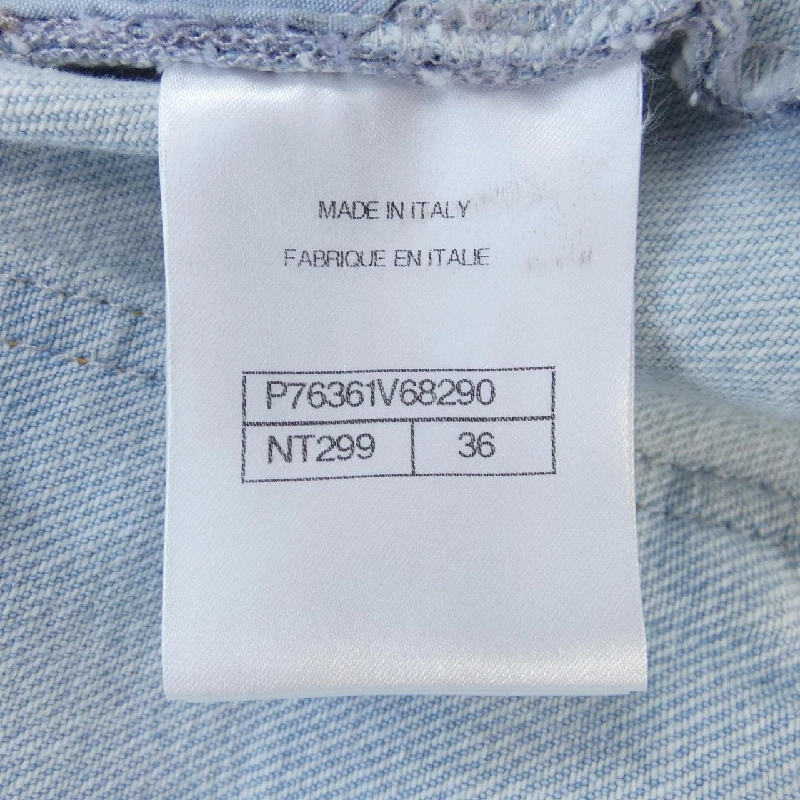 MADE IN ITALY
FABRIQUE EN ITALIE
P76361V68290
NT299 36